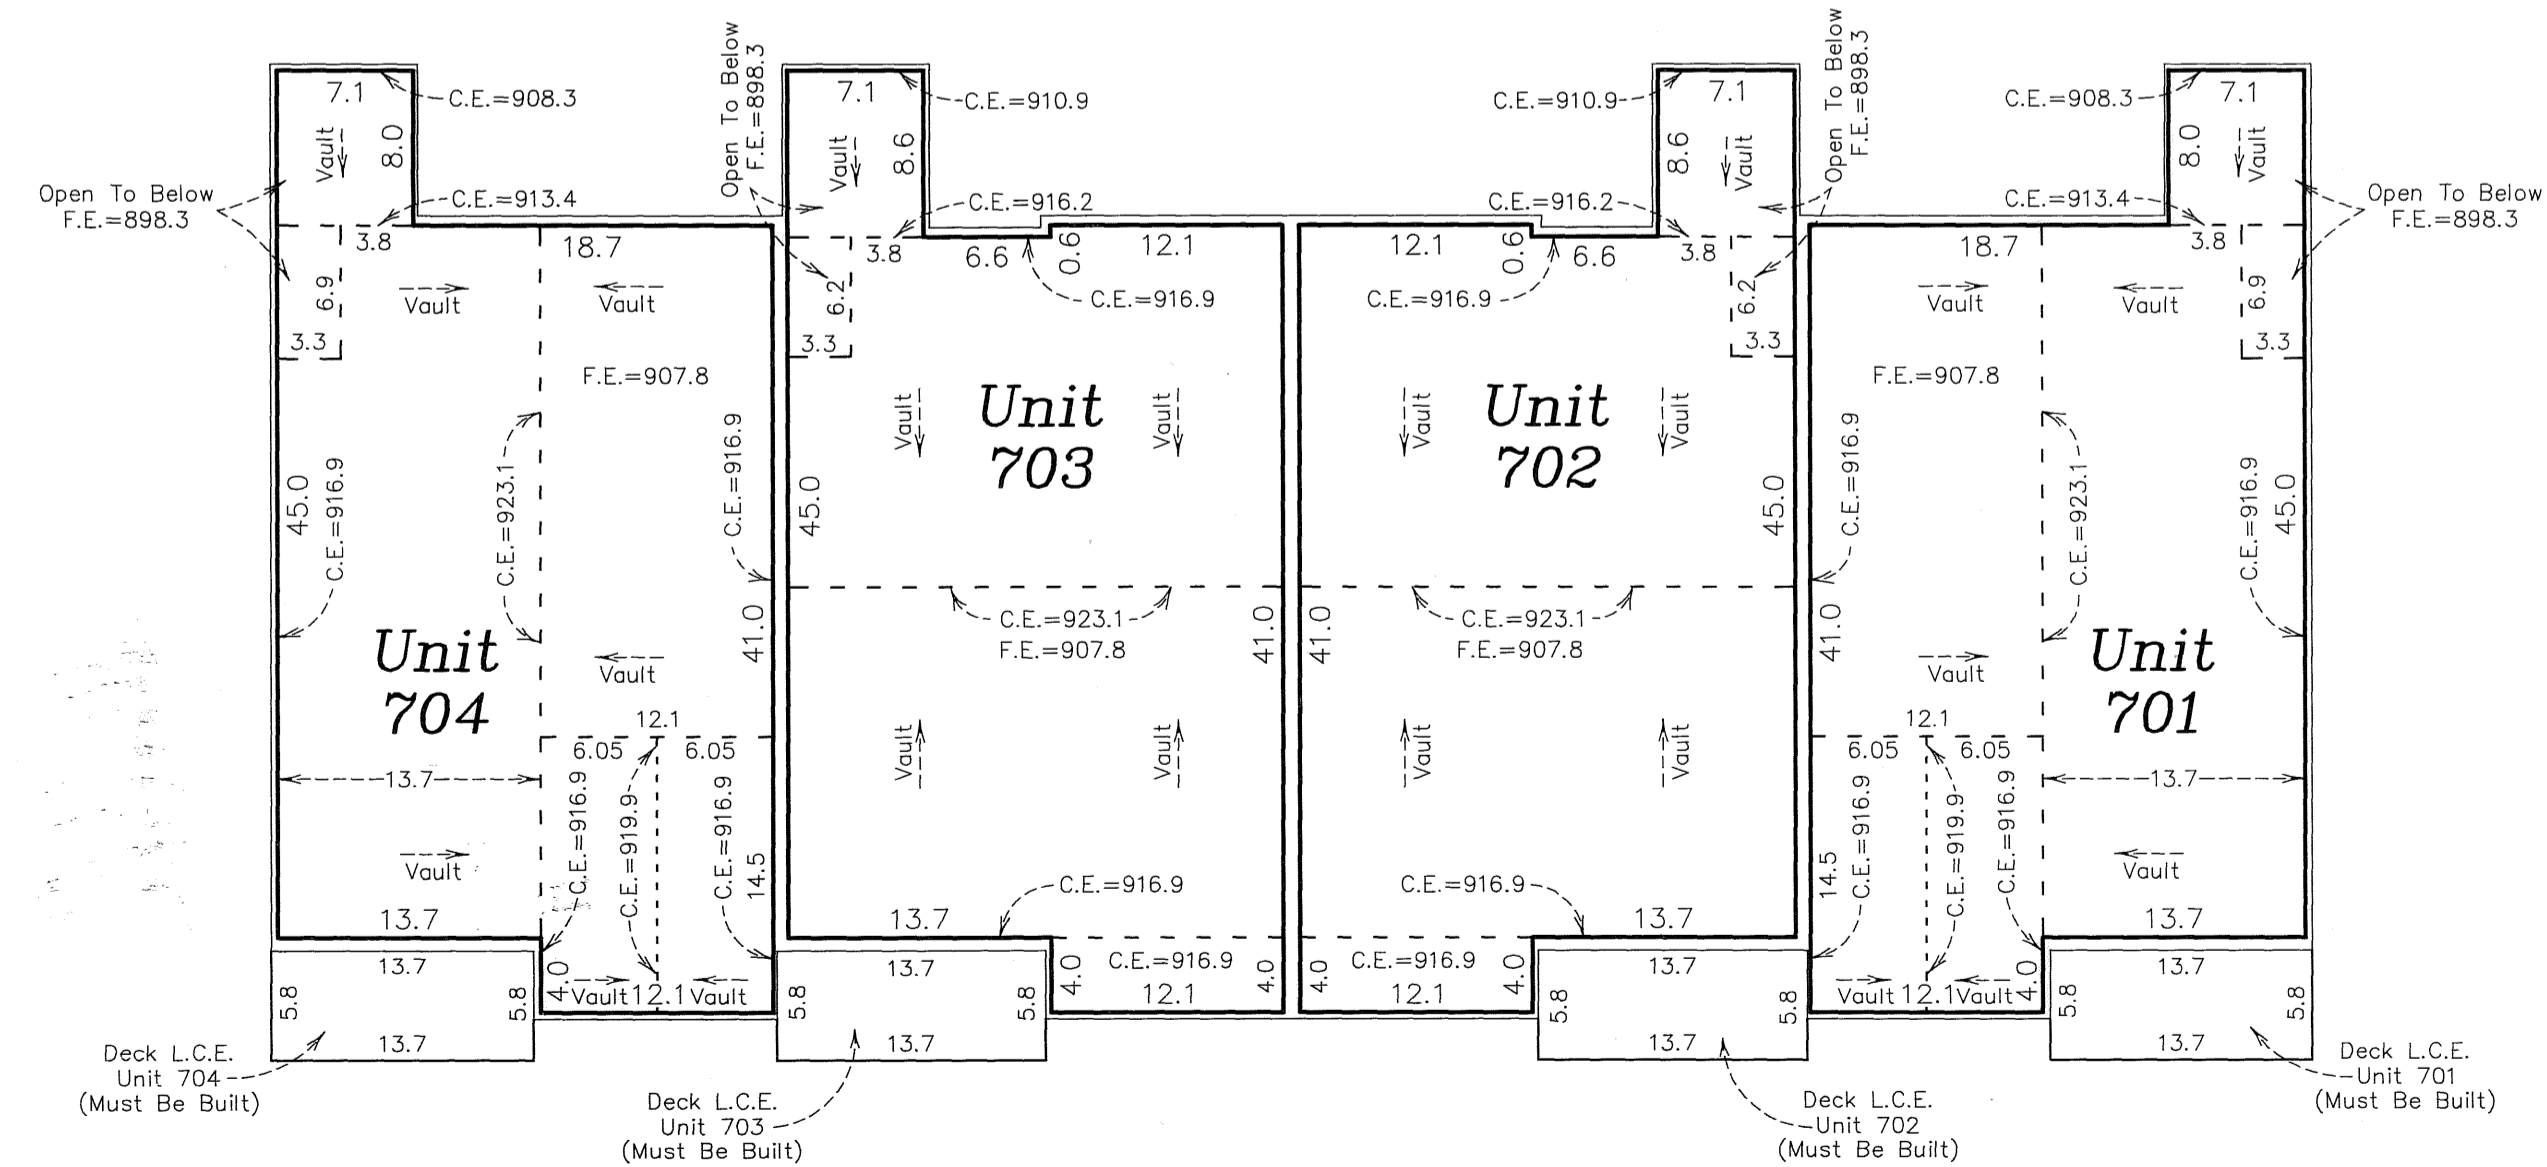 Open To Below
F.E.=898.3
7.1
C.E.=908.3
Vault
8.0
C.E.=913.4
3.8
18.7
6.9
3.3
Vault
Vault
F.E.=907.8
45.0
C.E.=916.9
C.E.=923.1
C.E.=916.9
41.0
Unit
704
Vault
12.1
6.05
6.05
13.7
C.E.=916.9
C.E.=919.9
C.E.=916.9
14.5
Vault
13.7
4.0
Vault
12.1
Vault
13.7
5.8
5.8
13.7
Deck L.C.E.
Unit 704
(Must Be Built)
Open To Below
F.E.=898.3
7.1
C.E.=910.9
Vault
8.6
C.E.=916.2
3.8
6.6
0.6
12.1
6.2
3.3
C.E.=916.9
Vault
Unit
703
Vault
45.0
C.E.=923.1
F.E.=907.8
41.0
Vault
Vault
C.E.=916.9
13.7
4.0
C.E.=916.9
12.1
4.0
13.7
5.8
5.8
13.7
Deck L.C.E.
Unit 703
(Must Be Built)
Open To Below
F.E.=898.3
C.E.=910.9
7.1
8.6
Vault
C.E.=916.2
12.1
0.6
6.6
3.8
6.2
3.3
C.E.=916.9
Vault
Unit
702
Vault
45.0
C.E.=923.1
F.E.=907.8
41.0
Vault
Vault
C.E.=916.9
13.7
4.0
C.E.=916.9
12.1
4.0
13.7
5.8
5.8
13.7
Deck L.C.E.
Unit 702
(Must Be Built)
C.E.=908.3
7.1
8.0
Vault
C.E.=913.4
Open To Below
F.E.=898.3
18.7
3.8
6.9
3.3
Vault
Vault
F.E.=907.8
C.E.=916.9
C.E.=923.1
C.E.=916.9
45.0
41.0
Vault
Unit
701
12.1
6.05
6.05
13.7
14.5
C.E.=916.9
C.E.=919.9
C.E.=916.9
Vault
13.7
Vault
12.1
Vault
4.0
13.7
5.8
5.8
13.7
Deck L.C.E.
Unit 701
(Must Be Built)